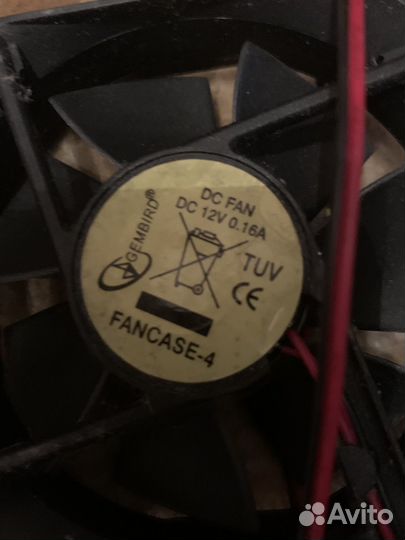 DC FAN
DC 12V 0.16A
GEMBIRD®
TUV
CE
FANCASE-4
Avito